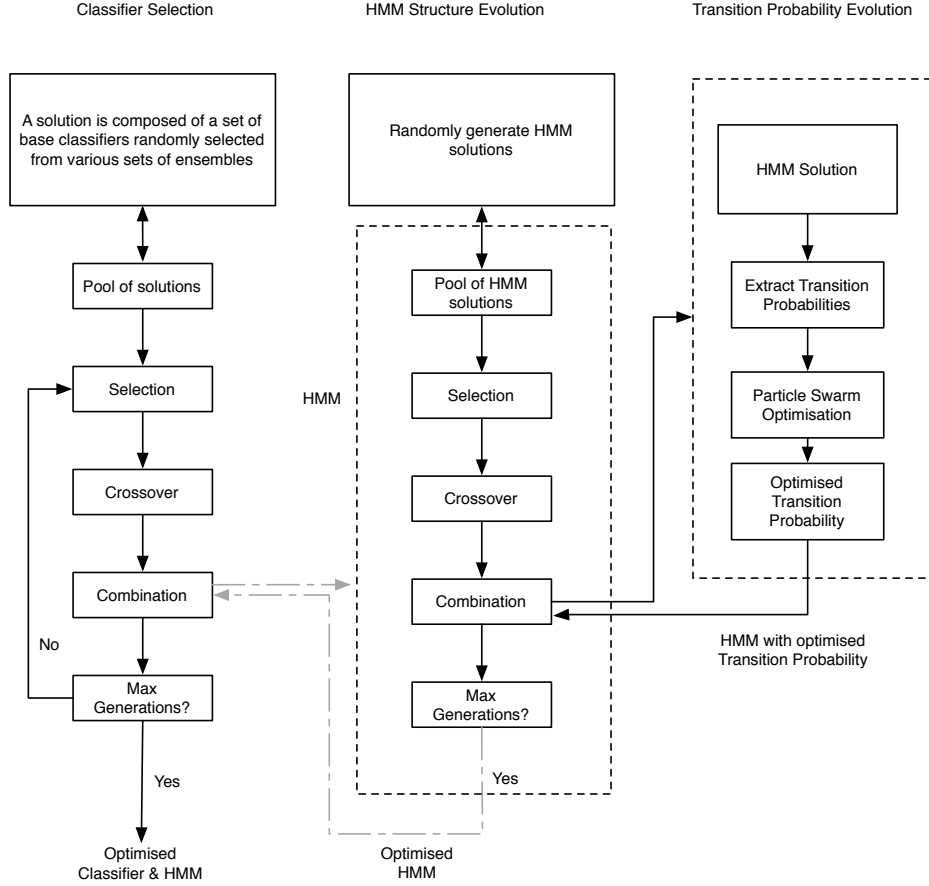 Classifier Selection
HMM Structure Evolution
Transition Probability Evolution
A solution is composed of a set of
base classifiers randomly selected
from various sets of ensembles
Pool of solutions
Selection
Crossover
Combination
No
Max
Generations?
Yes
Optimised
Classifier & HMM
Randomly generate HMM
solutions
Pool of HMM
solutions
HMM
Selection
Crossover
Combination
Max
Generations?
Yes
Optimised
HMM
HMM Solution
Extract Transition
Probabilities
Particle Swarm
Optimisation
Optimised
Transition
Probability
HMM with optimised
Transition Probability